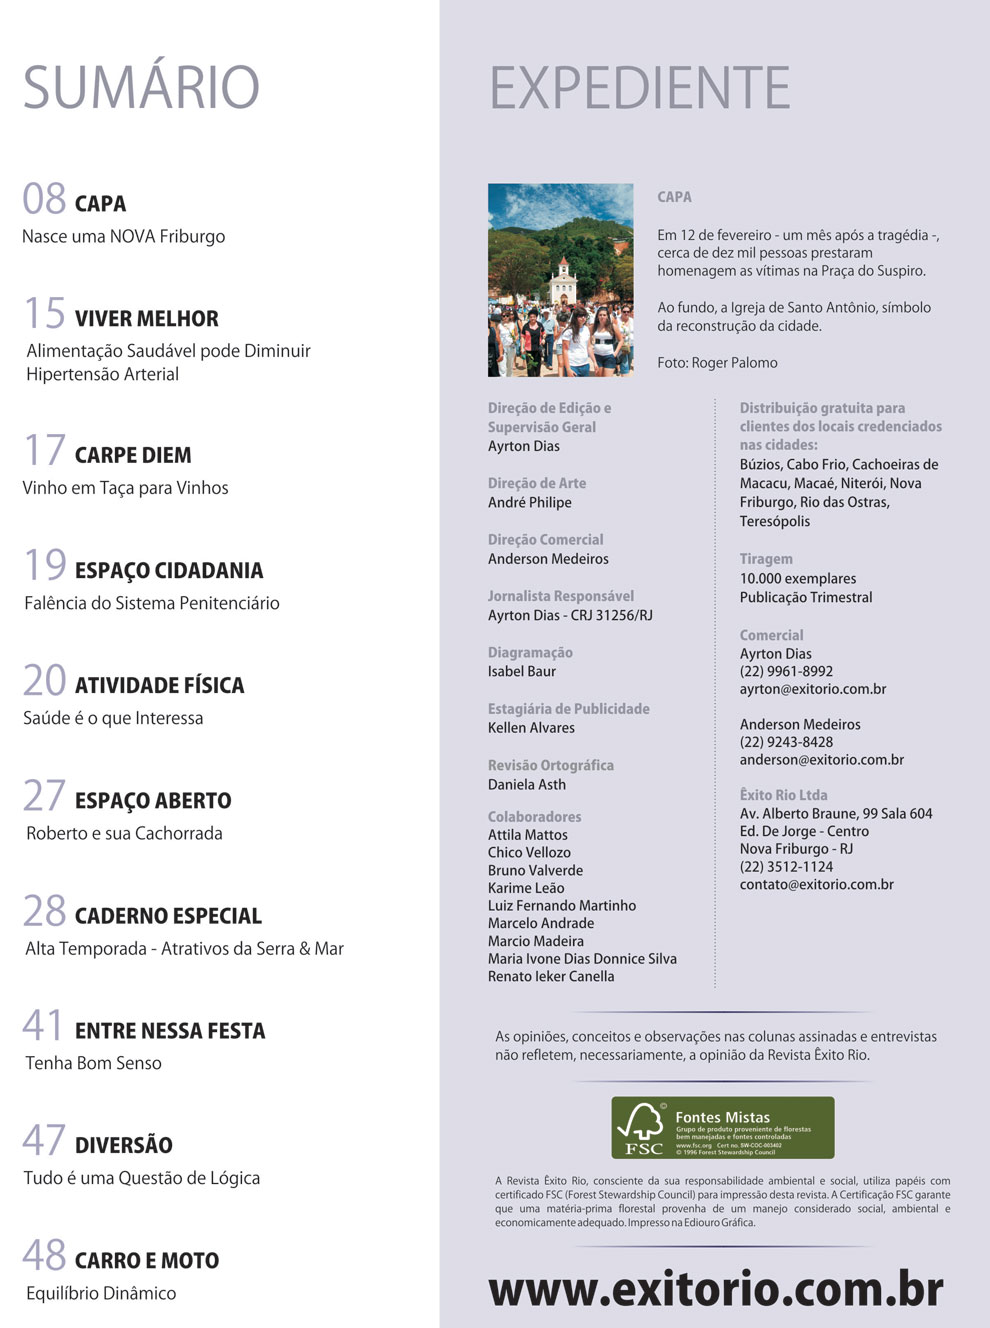 SUMÁRIO
08 CAPA
Nasce uma NOVA Friburgo
15 VIVER MELHOR
Alimentação Saudável pode Diminuir
Hipertensão Arterial
17 CARPE DIEM
Vinho em Taça para Vinhos
19 ESPAÇO CIDADANIA
Falência do Sistema Penitenciário
20 ATIVIDADE FÍSICA
Saúde é o que Interessa
27 ESPAÇO ABERTO
Roberto e sua Cachorrada
28 CADERNO ESPECIAL
Alta Temporada - Atrativos da Serra & Mar
41 ENTRE NESSA FESTA
Tenha Bom Senso
47 DIVERSÃO
Tudo é uma Questão de Lógica
48 CARRO E MOTO
Equilíbrio Dinâmico
EXPEDIENTE
CAPA
Em 12 de fevereiro - um mês após a tragédia -,
cerca de dez mil pessoas prestaram
homenagem as vítimas na Praça do Suspiro.
Ao fundo, a Igreja de Santo Antônio, símbolo
da reconstrução da cidade.
Foto: Roger Palomo
Direção de Edição e
Supervisão Geral
Ayrton Dias
Direção de Arte
André Philipe
Direção Comercial
Anderson Medeiros
Jornalista Responsável
Ayrton Dias - CRJ 31256/RJ
Diagramação
Isabel Baur
Estagiária de Publicidade
Kellen Alvares
Revisão Ortográfica
Daniela Asth
Colaboradores
Attila Mattos
Chico Vellozo
Bruno Valverde
Karime Leão
Luiz Fernando Martinho
Marcelo Andrade
Marcio Madeira
Maria Ivone Dias Donnice Silva
Renato Ieker Canella
Distribuição gratuita para
clientes dos locais credenciados
nas cidades:
Búzios, Cabo Frio, Cachoeiras de
Macacu, Macaé, Niterói, Nova
Friburgo, Rio das Ostras,
Teresópolis
Tiragem
10.000 exemplares
Publicação Trimestral
Comercial
Ayrton Dias
(22) 9961-8992
ayrton@exitorio.com.br
Anderson Medeiros
(22) 9243-8428
anderson@exitorio.com.br
Êxito Rio Ltda
Av. Alberto Braune, 99 Sala 604
Ed. De Jorge - Centro
Nova Friburgo - RJ
(22) 3512-1124
contato@exitorio.com.br
As opiniões, conceitos e observações nas colunas assinadas e entrevistas
não refletem, necessariamente, a opinião da Revista Êxito Rio.
©
FSC
Fontes Mistas
Grupo de produto proveniente de florestas
bem manejadas e fontes controladas
www.fsc.org Cert no. SW-COC-003402
© 1996 Forest Stewardship Council
A Revista Êxito Rio, consciente da sua responsabilidade ambiental e social, utiliza papéis com
certificado FSC (Forest Stewardship Council) para impressão desta revista. A Certificação FSC garante
que uma matéria-prima florestal provenha de um manejo considerado social, ambiental e
economicamente adequado. Impresso na Ediouro Gráfica.
www.exitorio.com.br